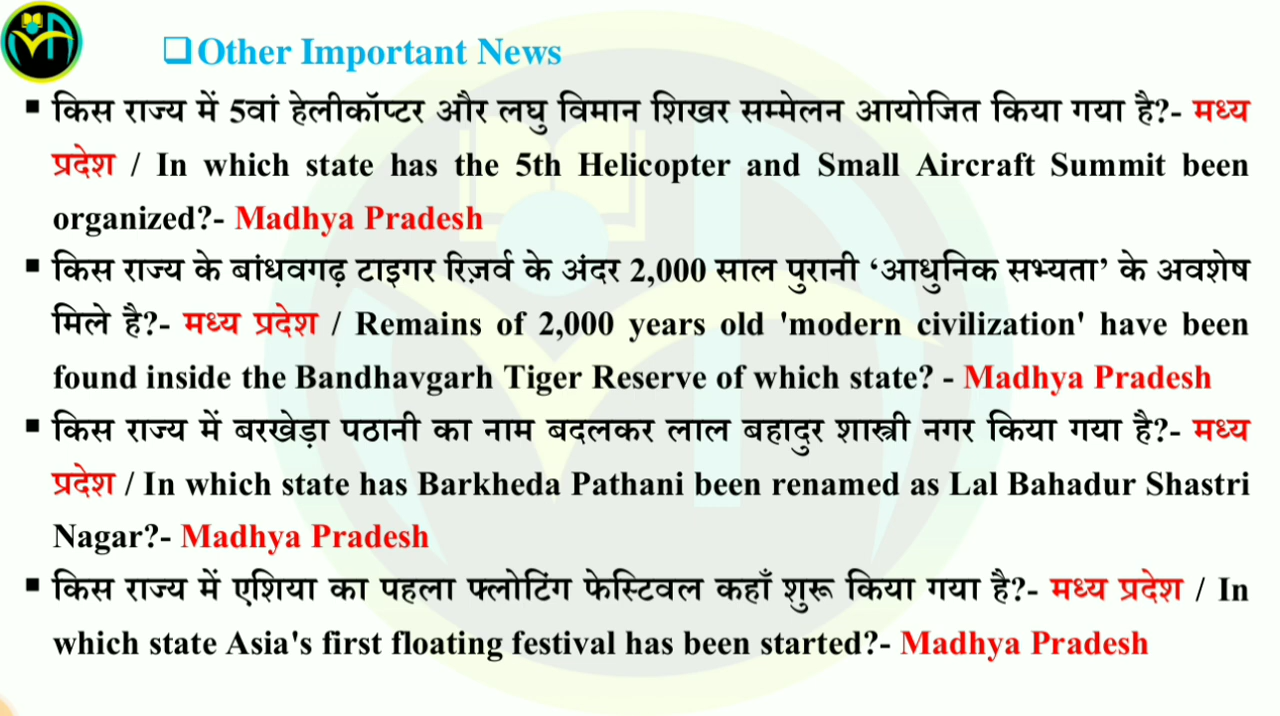 ❑Other Important News
▪ किस राज्य में 5वां हेलीकॉप्टर और लघु विमान शिखर सम्मेलन आयोजित किया गया है?- मध्य
प्रदेश / In which state has the 5th Helicopter and Small Aircraft Summit been
organized?- Madhya Pradesh
▪ किस राज्य के बांधवगढ़ टाइगर रिज़र्व के अंदर 2,000 साल पुरानी ‘आधुनिक सभ्यता’ के अवशेष
मिले है?- मध्य प्रदेश / Remains of 2,000 years old 'modern civilization' have been
found inside the Bandhavgarh Tiger Reserve of which state? - Madhya Pradesh
▪ किस राज्य में बरखेड़ा पठानी का नाम बदलकर लाल बहादुर शास्त्री नगर किया गया है?- मध्य
प्रदेश / In which state has Barkheda Pathani been renamed as Lal Bahadur Shastri
Nagar?- Madhya Pradesh
▪ किस राज्य में एशिया का पहला फ्लोटिंग फेस्टिवल कहाँ शुरू किया गया है?- मध्य प्रदेश / In
which state Asia's first floating festival has been started?- Madhya Pradesh